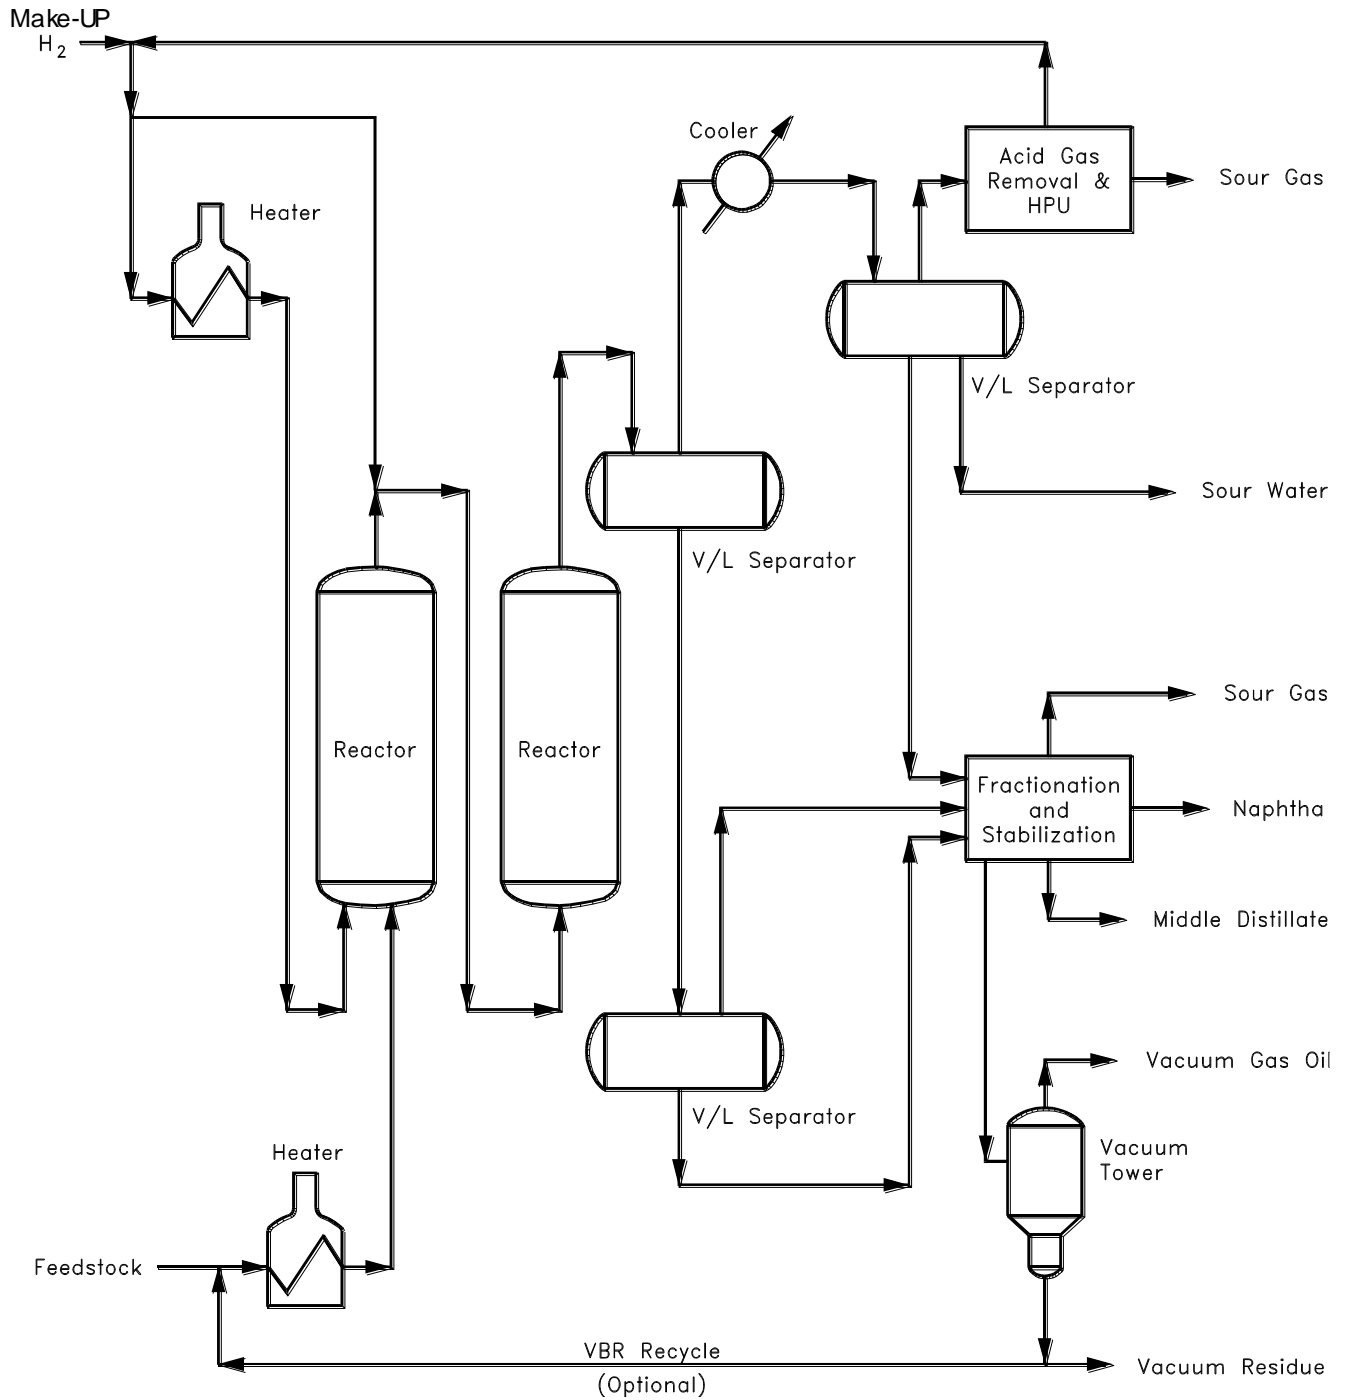 Make-UP
H2
Cooler
Acid Gas
Removal &
HPU
Sour Gas
Heater
V/L Separator
Sour Water
V/L Separator
Sour Gas
Reactor
Reactor
Fractionation
and
Stabilization
Naphtha
Middle Distillate
Vacuum Gas Oil
V/L Separator
Vacuum
Tower
Heater
Feedstock
VBR Recycle
(Optional)
Vacuum Residue